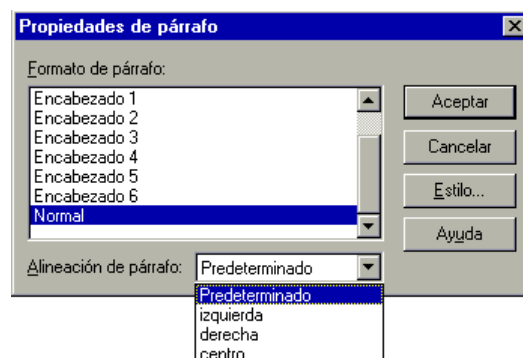 Propiedades de párrafo
Formato de párrafo:
Encabezado 1
Encabezado 2
Encabezado 3
Encabezado 4
Encabezado 5
Encabezado 6
Normal
Aceptar
Cancelar
Estilo...
Ayuda
Alineación de párrafo:
Predeterminado
Predeterminado
izquierda
derecha
centro